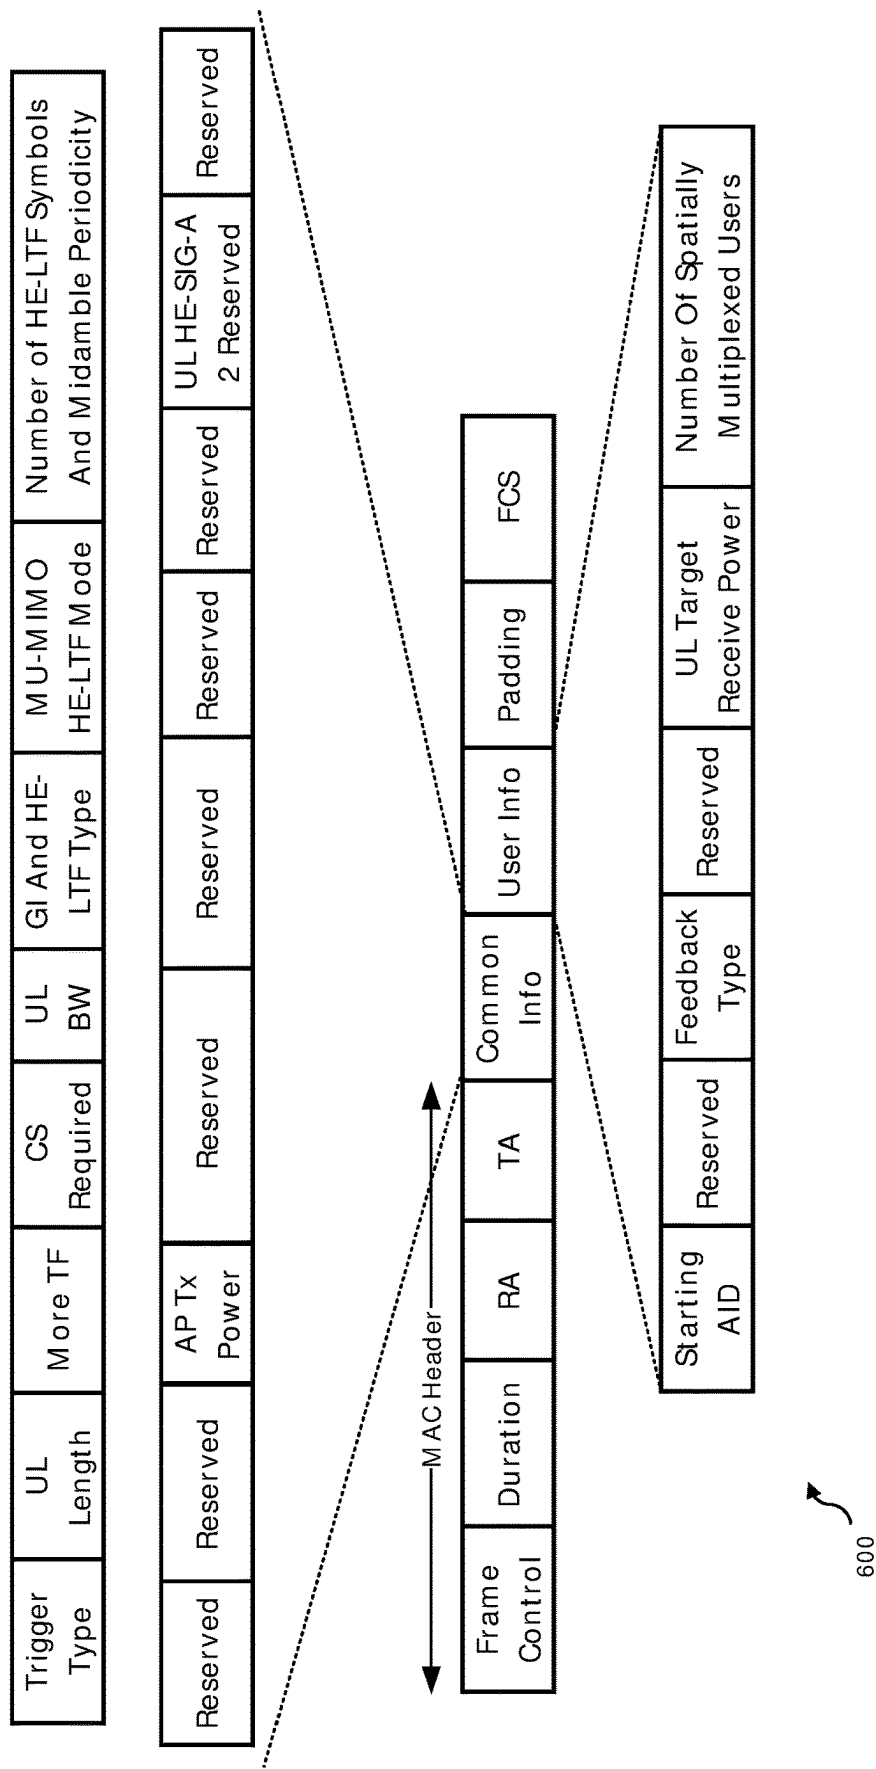 Trigger
Type
UL
Length
More TF
CS
Required
UL
BW
GI And HE-
LTF Type
MU-MIMO
HE-LTF Mode
Number of HE-LTF Symbols
And Midamble Periodicity
Reserved
Reserved
AP Tx
Power
Reserved
Reserved
Reserved
Reserved
UL HE-SIG-A
2 Reserved
Reserved
MAC Header
Frame
Control
Duration
RA
TA
Common
Info
User Info
Padding
FCS
Starting
AID
Reserved
Feedback
Type
Reserved
UL Target
Receive Power
Number Of Spatially
Multiplexed Users
600